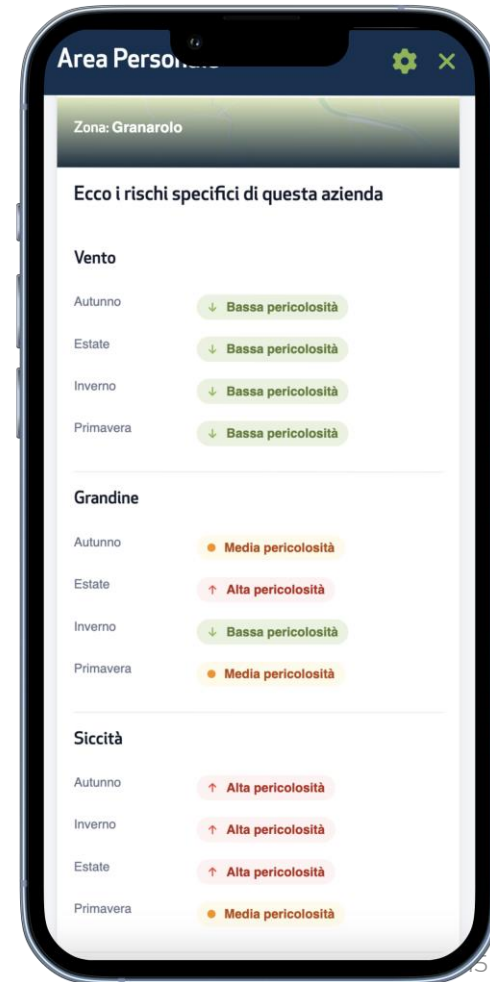 Area Perso
Zona: Granarolo
Ecco i rischi specifici di questa azienda
Vento
Autunno ↓ Bassa pericolosità
Estate ↓ Bassa pericolosità
Inverno ↓ Bassa pericolosità
Primavera ↓ Bassa pericolosità
Grandine
Autunno Media pericolosità
Estate ↑ Alta pericolosità
Inverno ↓ Bassa pericolosità
Primavera Media pericolosità
Siccità
Autunno ↑ Alta pericolosità
Inverno ↑ Alta pericolosità
Estate ↑ Alta pericolosità
Primavera Media pericolosità